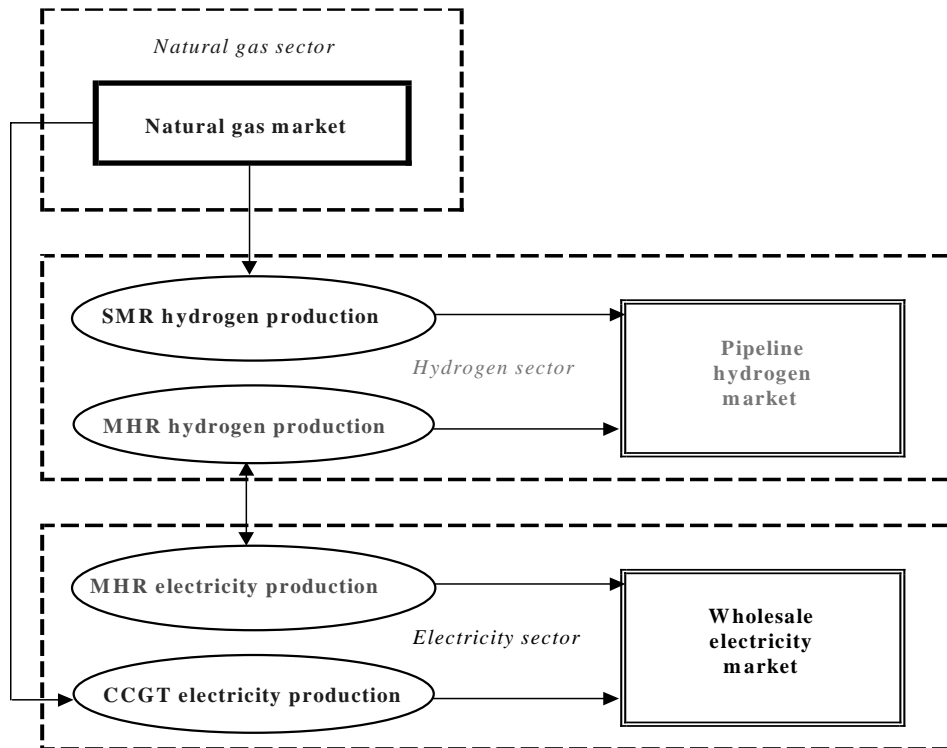 Natural gas sector
Natural gas market
SMR hydrogen production
Pipeline
hydrogen
market
Hydrogen sector
MHR hydrogen production
MHR electricity production
Wholesale
electricity
market
Electricity sector
CCGT electricity production